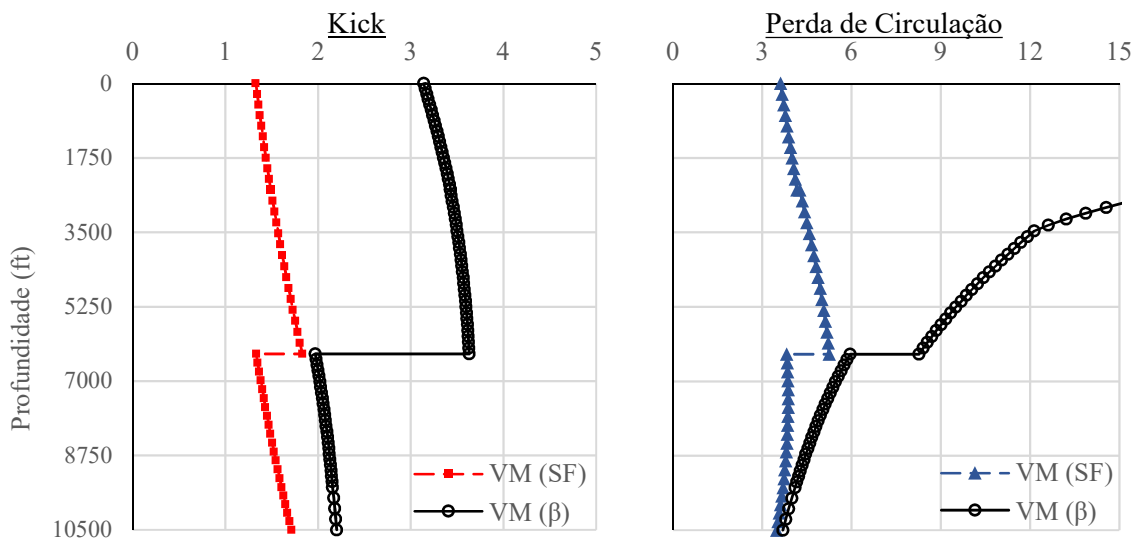 Kick
0 1 2 3 4 5
Profundidade (ft)
0
1750
3500
5250
7000
8750
10500
VM (SF)
VM (β)
Perda de Circulação
0 3 6 9 12 15
VM (SF)
VM (β)